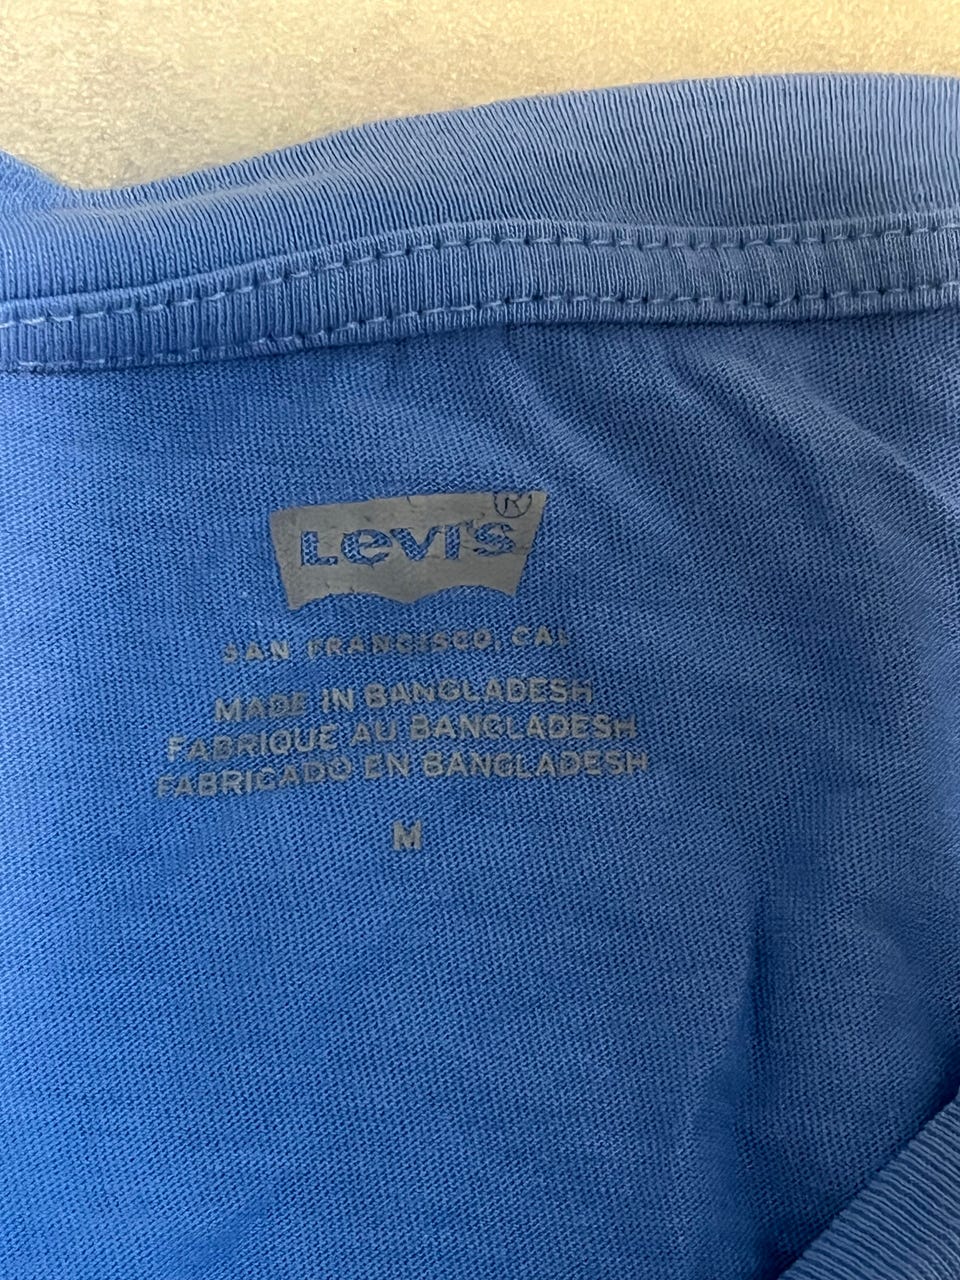 Levi's ®
SAN FRANCISCO, CAL
MADE IN BANGLADESH
FABRIQUE AU BANGLADESH
FABRICADO EN BANGLADESH
M